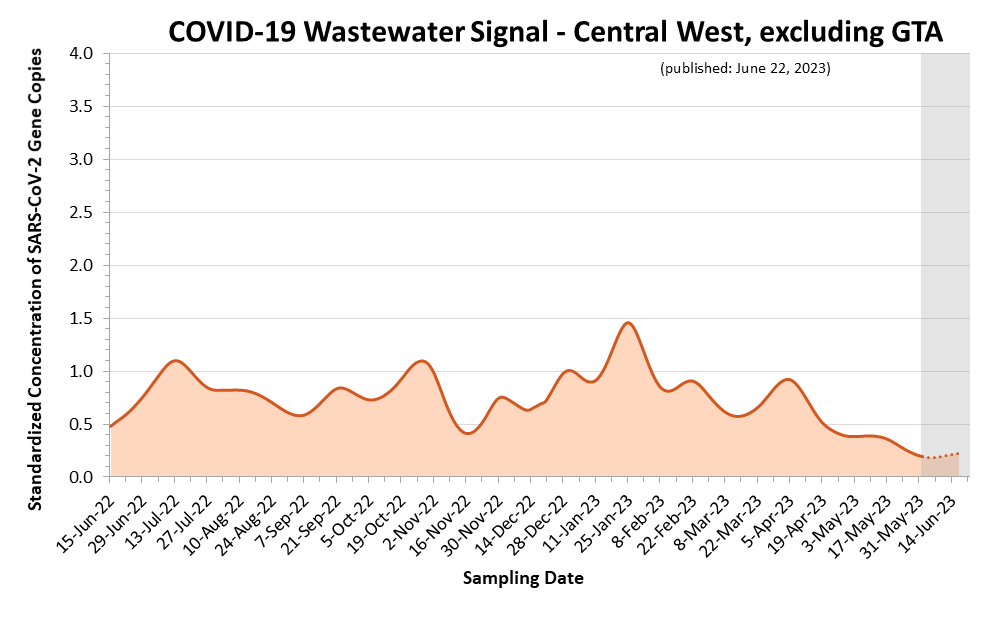 COVID-19 Wastewater Signal - Central West, excluding GTA
(published: June 22, 2023)
Standardized Concentration of SARS-CoV-2 Gene Copies
4.0
3.5
3.0
2.5
2.0
1.5
1.0
0.5
0.0
15-Jun-22
29-Jun-22
13-Jul-22
27-Jul-22
10-Aug-22
24-Aug-22
7-Sep-22
21-Sep-22
5-Oct-22
19-Oct-22
2-Nov-22
16-Nov-22
30-Nov-22
14-Dec-22
28-Dec-22
11-Jan-23
25-Jan-23
8-Feb-23
22-Feb-23
8-Mar-23
22-Mar-23
5-Apr-23
19-Apr-23
3-May-23
17-May-23
31-May-23
14-Jun-23
Sampling Date